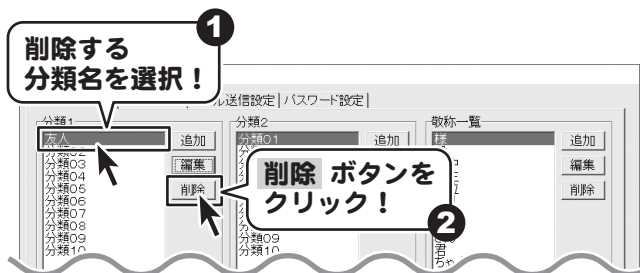 1
削除する
分類名を選択！
ル送信設定|パスワード設定|
分類1
友人
分類03
分類04
分類05
分類06
分類07
分類08
分類09
分類10
追加
編集
削除
分類2
分類01
分類09
分類10
追加
敬称一覧
様
君
ちゃ
追加
編集
削除
削除 ボタンを
クリック！
2